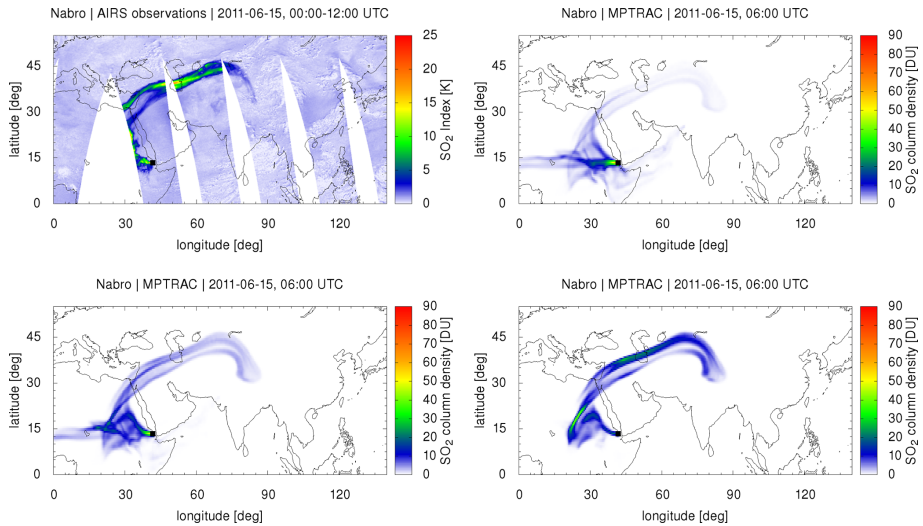 Nabro | AIRS observations | 2011-06-15, 00:00-12:00 UTC
latitude [deg]
45
30
15
0
0 30 60 90 120
longitude [deg]
25
20
15
10
5
0
SO2 Index [K]
Nabro | MPTRAC | 2011-06-15, 06:00 UTC
latitude [deg]
45
30
15
0
0 30 60 90 120
longitude [deg]
90
80
70
60
50
40
30
20
10
0
SO2 column density [DU]
Nabro | MPTRAC | 2011-06-15, 06:00 UTC
latitude [deg]
45
30
15
0
0 30 60 90 120
longitude [deg]
90
80
70
60
50
40
30
20
10
0
SO2 column density [DU]
Nabro | MPTRAC | 2011-06-15, 06:00 UTC
latitude [deg]
45
30
15
0
0 30 60 90 120
longitude [deg]
90
80
70
60
50
40
30
20
10
0
SO2 column density [DU]